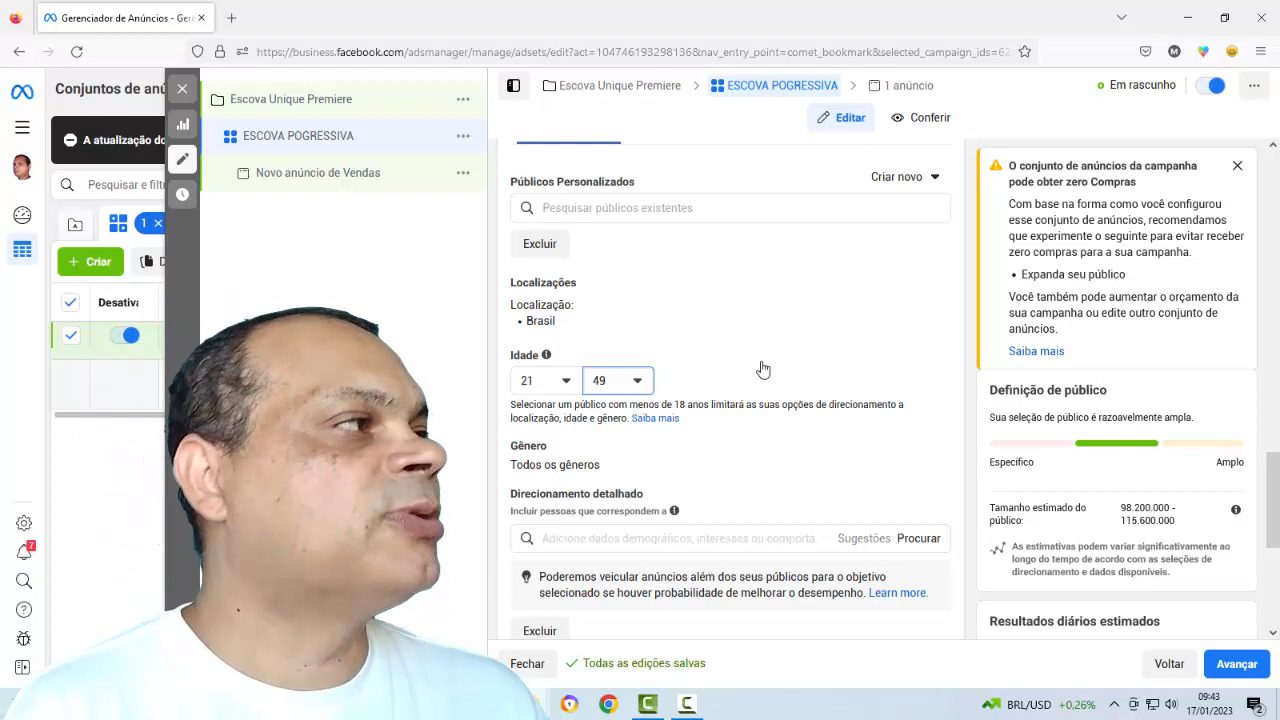 Gerenciador de Anúncios - Gere
https://business.facebook.com/adsmanager/manage/adsets/edit?act=1047461932981368&nav_entry_point=comet_bookmark&selected_campaign_ids=62
Conjuntos de anú
A atualização do
Pesquise e filtr
1
Criar
D
Desativa
7
Escova Unique Premiere
ESCOVA POGRESSIVA
Novo anúncio de Vendas
Escova Unique Premiere
ESCOVA POGRESSIVA
1 anúncio
Em rascunho
Editar
Conferir
Públicos Personalizados
Criar novo
Pesquisar públicos existentes
Excluir
Localizações
Localização:
• Brasil
Idade
21
49
Selecionar um público com menos de 18 anos limitará as suas opções de direcionamento a
localização, idade e gênero. Saiba mais
Gênero
Todos os gêneros
Direcionamento detalhado
Incluir pessoas que correspondem a
Adicione dados demográficos, interesses ou comporta...
Sugestões
Procurar
Poderemos veicular anúncios além dos seus públicos para o objetivo
selecionado se houver probabilidade de melhorar o desempenho. Learn more.
Excluir
Fechar
Todas as edições salvas
Voltar
Avançar
O conjunto de anúncios da campanha
pode obter zero Compras
Com base na forma como você configurou
esse conjunto de anúncios, recomendamos
que experimente o seguinte para evitar receber
zero compras para a sua campanha.
• Expanda seu público
Você também pode aumentar o orçamento da
sua campanha ou edite outro conjunto de
anúncios.
Saiba mais
Definição de público
Sua seleção de público é razoavelmente ampla.
Específico
Amplo
Tamanho estimado do
público:
98.200.000 -
115.600.000
As estimativas podem variar significativamente ao
longo do tempo de acordo com as seleções de
direcionamento e dados disponíveis.
Resultados diários estimados
BRL/USD
+0,26%
09:43
17/01/2023
2